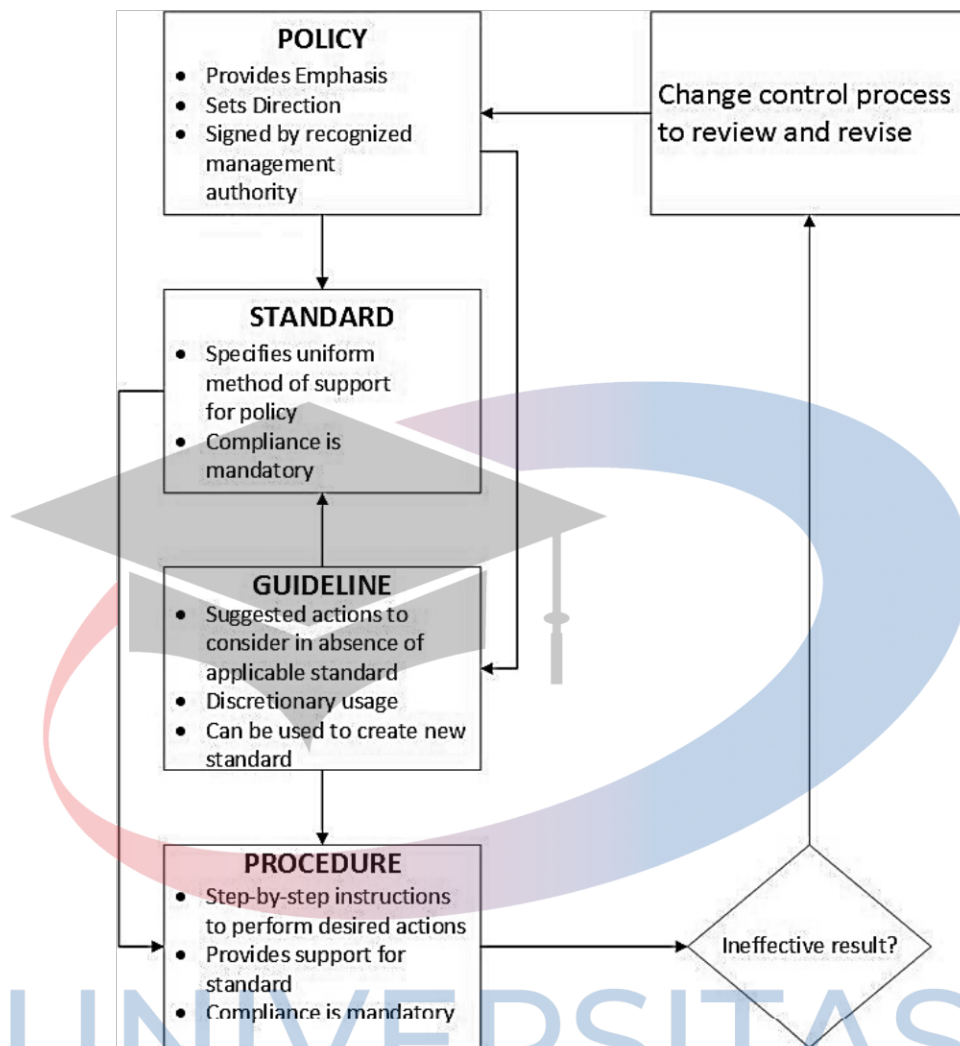 POLICY
• Provides Emphasis
• Sets Direction
• Signed by recognized
management
authority
Change control process
to review and revise
STANDARD
• Specifies uniform
method of support
for policy
• Compliance is
mandatory
GUIDELINE
• Suggested actions to
consider in absence of
applicable standard
• Discretionary usage
• Can be used to create new
standard
PROCEDURE
• Step-by-step instructions
to perform desired actions
• Provides support for
standard
• Compliance is mandatory
Ineffective result?
UNIVERSITAS